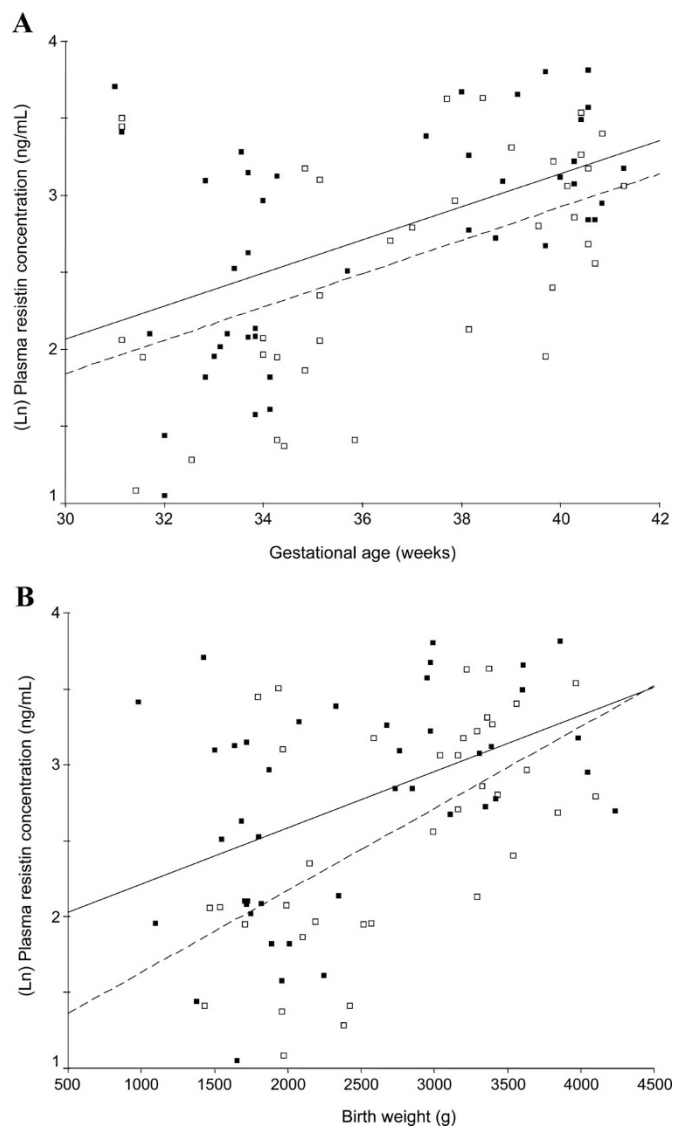 A
4
3
2
1
(Ln) Plasma resistin concentration (ng/mL)
30 32 34 36 38 40 42
Gestational age (weeks)
B
4
3
2
1
(Ln) Plasma resistin concentration (ng/mL)
500 1000 1500 2000 2500 3000 3500 4000 4500
Birth weight (g)